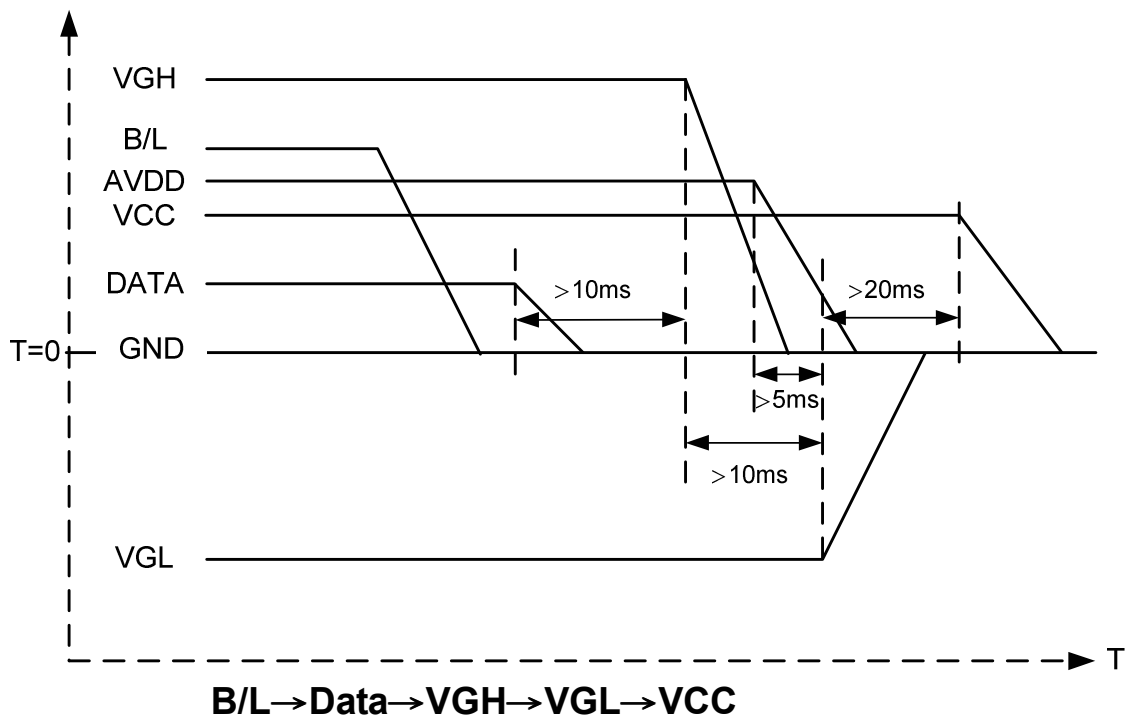 VGH
B/L
AVDD
VCC
DATA
>10ms
>20ms
T=0
GND
>5ms
>10ms
VGL
T
B/L→Data→VGH→VGL→VCC